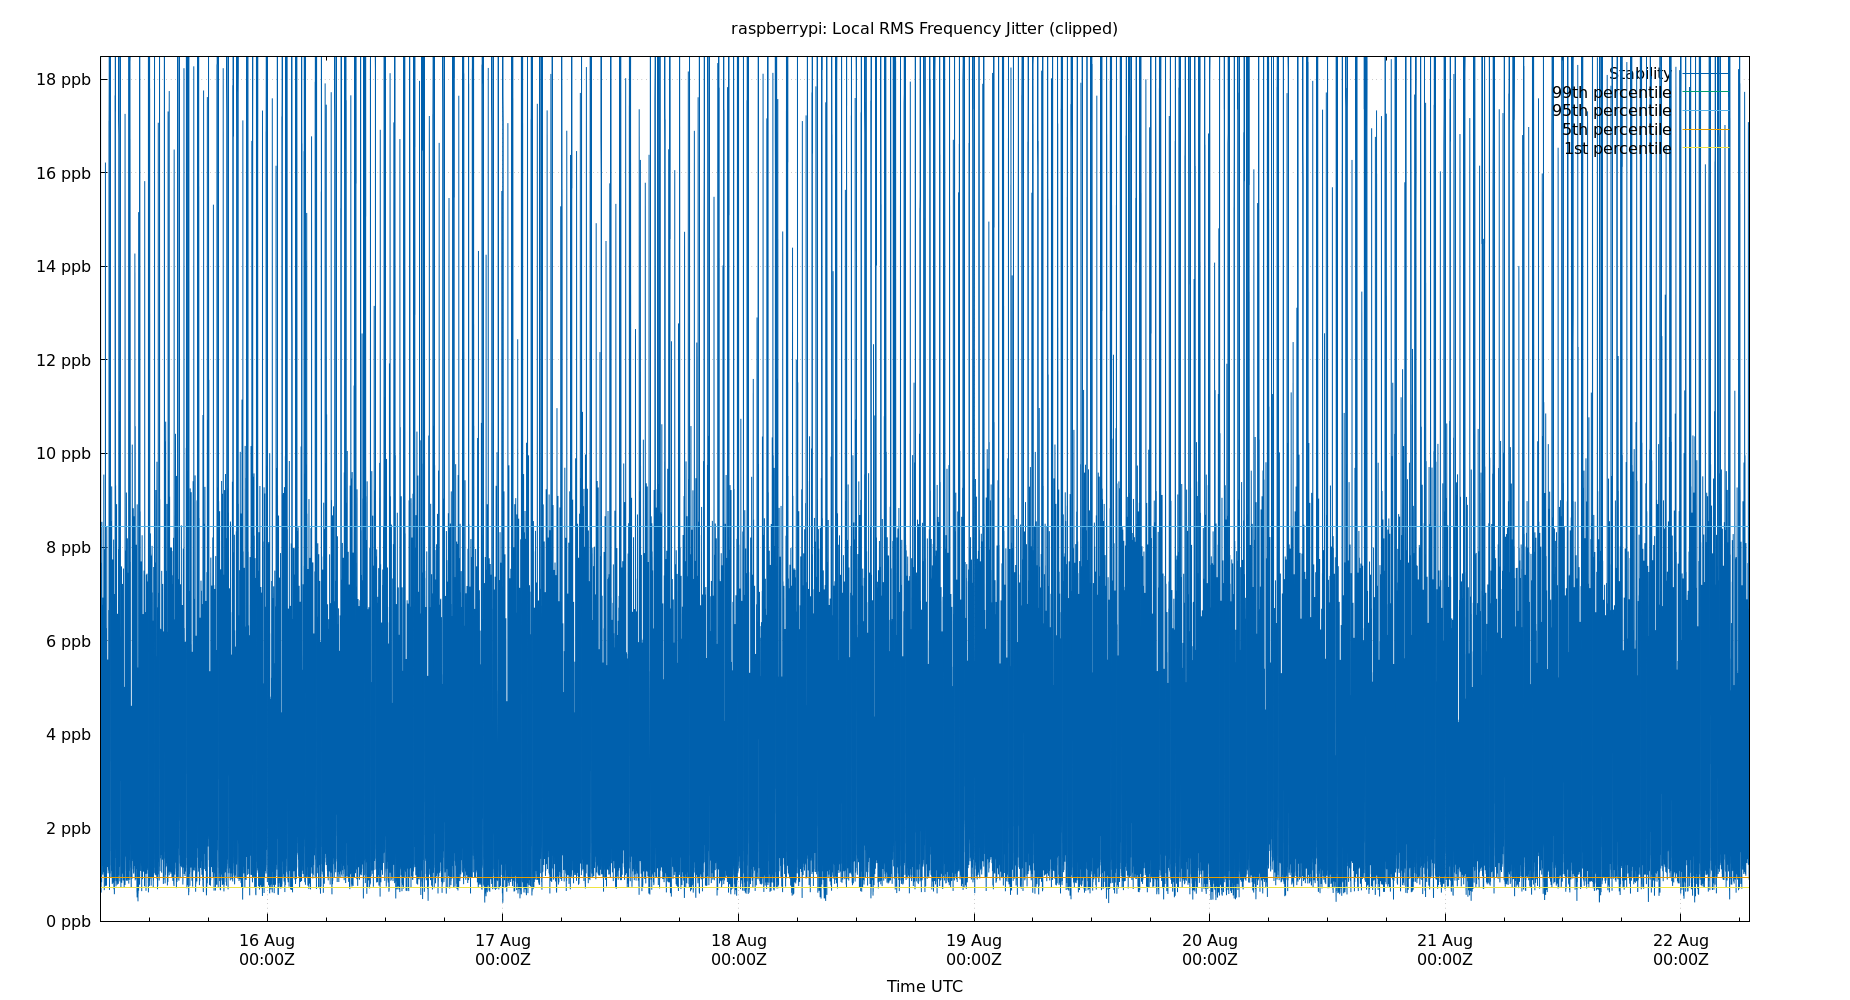 raspberrypi: Local RMS Frequency Jitter (clipped)
18 ppb
16 ppb
14 ppb
12 ppb
10 ppb
8 ppb
6 ppb
4 ppb
2 ppb
0 ppb
Stability
99th percentile
95th percentile
5th percentile
1st percentile
16 Aug 17 Aug 18 Aug 19 Aug 20 Aug 21 Aug 22 Aug
00:00Z 00:00Z 00:00Z 00:00Z 00:00Z 00:00Z 00:00Z
Time UTC